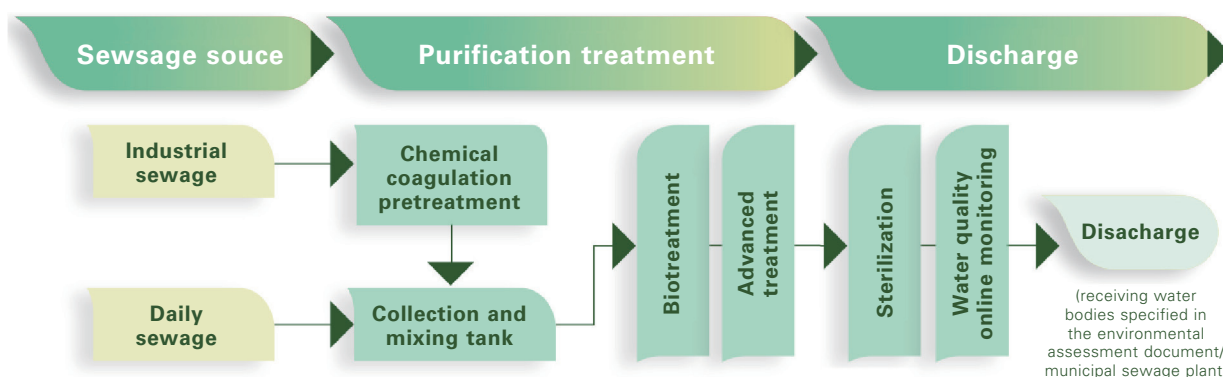 Sewsage souce
Purification treatment
Discharge
Industrial
sewage
Chemical
coagulation
pretreatment
Daily
sewage
Collection and
mixing tank
Biotreatment
Advanced
treatment
Sterilization
Water quality
online monitoring
Disacharge
(receiving water
bodies specified in
the environmental
assessment document/
municipal sewage plant